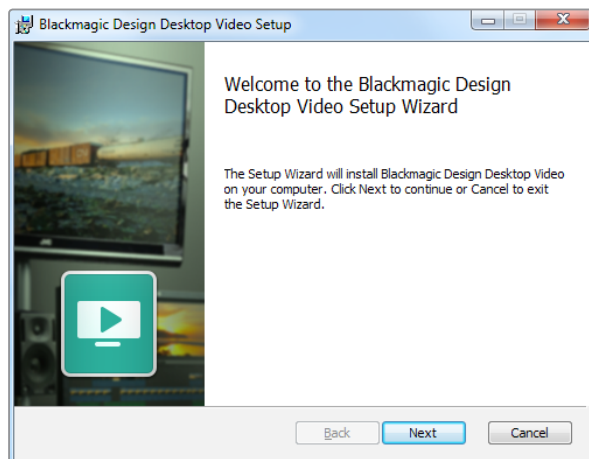 Blackmagic Design Desktop Video Setup
Welcome to the Blackmagic Design
Desktop Video Setup Wizard
The Setup Wizard will install Blackmagic Design Desktop Video
on your computer. Click Next to continue or Cancel to exit
the Setup Wizard.
JVC
Back
Next
Cancel